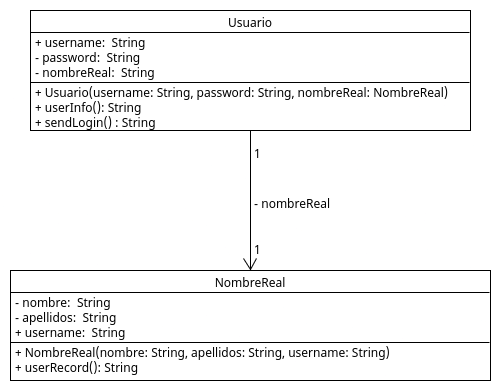 Usuario
+ username:  String
- password:  String
- nombreReal:  String
+ Usuario(username: String, password: String, nombreReal: NombreReal)
+ userInfo(): String
+ sendLogin() : String
1
- nombreReal
1
NombreReal
- nombre:  String
- apellidos:  String
+ username:  String
+ NombreReal(nombre: String, apellidos: String, username: String)
+ userRecord(): String